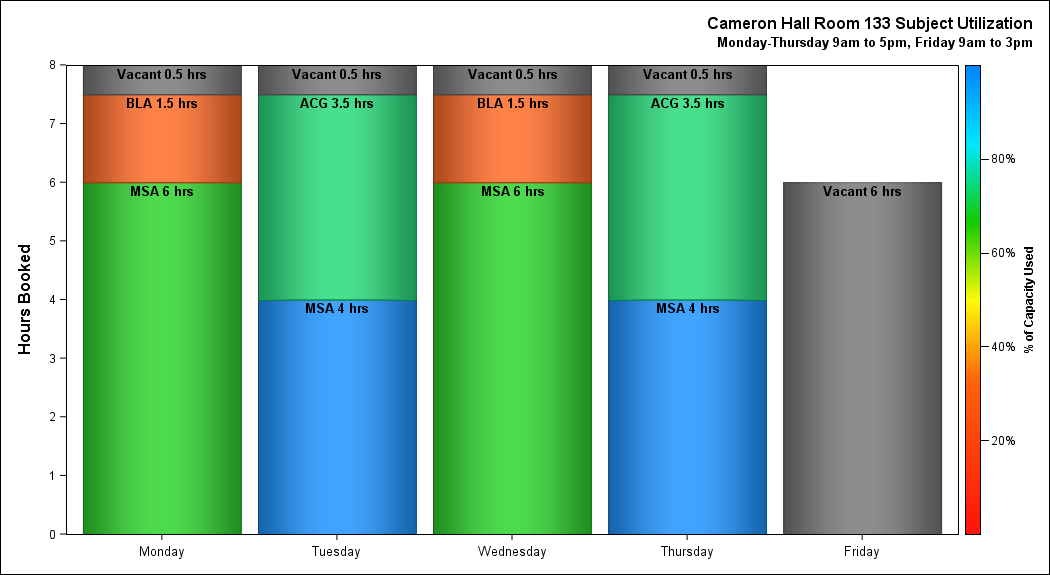 Cameron Hall Room 133 Subject Utilization
Monday-Thursday 9am to 5pm, Friday 9am to 3pm
Hours Booked
8
7
6
5
4
3
2
1
0
Vacant 0.5 hrs
BLA 1.5 hrs
MSA 6 hrs
Vacant 0.5 hrs
ACG 3.5 hrs
MSA 4 hrs
Vacant 0.5 hrs
BLA 1.5 hrs
MSA 6 hrs
Vacant 0.5 hrs
ACG 3.5 hrs
MSA 4 hrs
Vacant 6 hrs
Monday Tuesday Wednesday Thursday Friday
80%
60%
40%
20%
% of Capacity Used